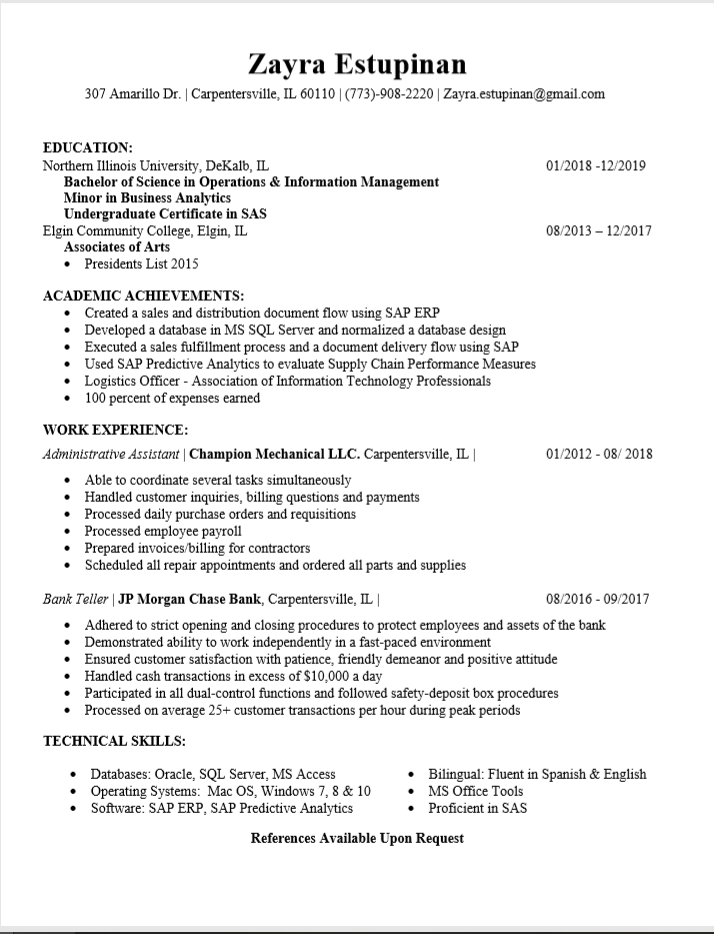 Zayra Estupinan
307 Amarillo Dr. | Carpentersville, IL 60110 | (773)-908-2220 | Zayra.estupinan@gmail.com
EDUCATION:
Northern Illinois University, DeKalb, IL 01/2018 -12/2019
Bachelor of Science in Operations & Information Management
Minor in Business Analytics
Undergraduate Certificate in SAS
Elgin Community College, Elgin, IL 08/2013 – 12/2017
Associates of Arts
• Presidents List 2015
ACADEMIC ACHIEVEMENTS:
• Created a sales and distribution document flow using SAP ERP
• Developed a database in MS SQL Server and normalized a database design
• Executed a sales fulfillment process and a document delivery flow using SAP
• Used SAP Predictive Analytics to evaluate Supply Chain Performance Measures
• Logistics Officer - Association of Information Technology Professionals
• 100 percent of expenses earned
WORK EXPERIENCE:
Administrative Assistant | Champion Mechanical LLC. Carpentersville, IL | 01/2012 - 08/ 2018
• Able to coordinate several tasks simultaneously
• Handled customer inquiries, billing questions and payments
• Processed daily purchase orders and requisitions
• Processed employee payroll
• Prepared invoices/billing for contractors
• Scheduled all repair appointments and ordered all parts and supplies
Bank Teller | JP Morgan Chase Bank, Carpentersville, IL | 08/2016 - 09/2017
• Adhered to strict opening and closing procedures to protect employees and assets of the bank
• Demonstrated ability to work independently in a fast-paced environment
• Ensured customer satisfaction with patience, friendly demeanor and positive attitude
• Handled cash transactions in excess of $10,000 a day
• Participated in all dual-control functions and followed safety-deposit box procedures
• Processed on average 25+ customer transactions per hour during peak periods
TECHNICAL SKILLS:
• Databases: Oracle, SQL Server, MS Access
• Operating Systems: Mac OS, Windows 7, 8 & 10
• Software: SAP ERP, SAP Predictive Analytics
• Bilingual: Fluent in Spanish & English
• MS Office Tools
• Proficient in SAS
References Available Upon Request